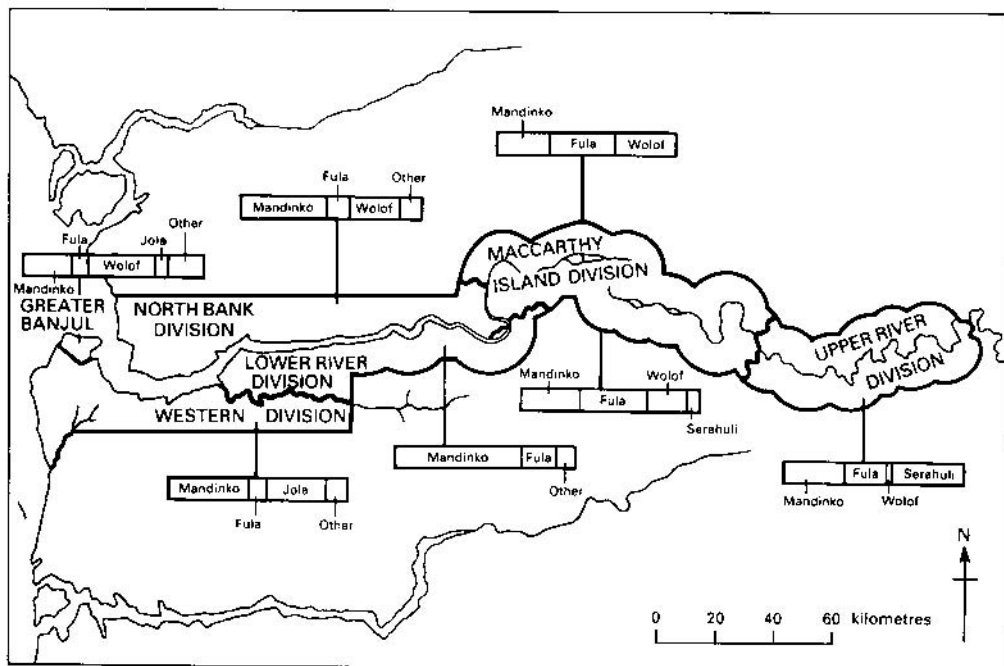 Mandinko
Fula Wolof
Fula Other
Mandinko Wolof
Fula Jola Other
Wolof
Mandinko
GREATER
BANJUL
NORTH BANK
DIVISION
MACCARTHY
ISLAND DIVISION
UPPER RIVER
DIVISION
LOWER RIVER
DIVISION
WESTERN DIVISION
Mandinko Wolof
Fula
Serahuli
Mandinko Fula
Other
Mandinko Jola
Fula Other
Fula Serahuli
Mandinko Wolof
N
0 20 40 60 kilometres